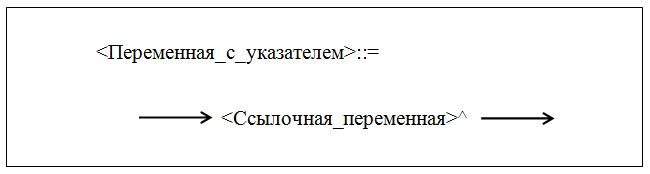 <Переменная_с_указателем>::=
<Ссылочная_переменная>^